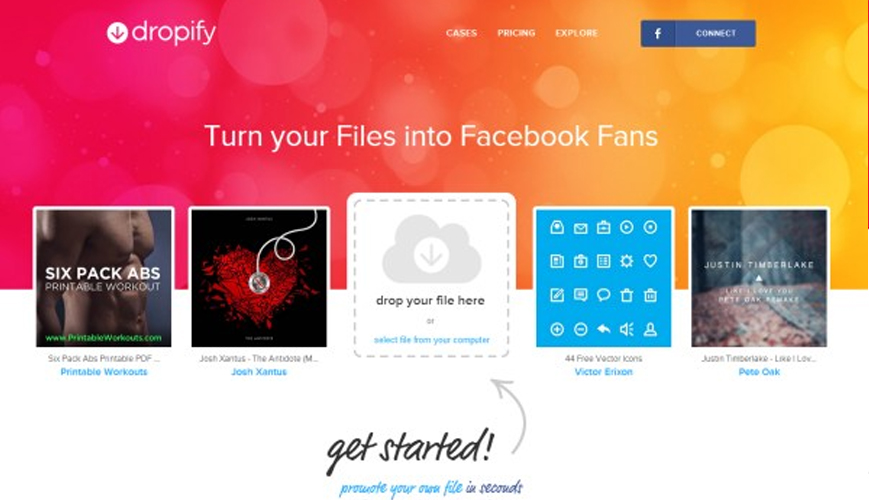 dropify
CASES
PRICING
EXPLORE
f
CONNECT
Turn your Files into Facebook Fans
SIX PACK ABS
PRINTABLE WORKOUT
www.PrintableWorkouts.com
Six Pack Abs Printable PDF ...
Printable Workouts
JOSH XANTUS
THE ANTIDOTE
Josh Xantus - The Antidote (M...
Josh Xantus
drop your file here
or
select file from your computer
44 Free Vector Icons
Victor Erixon
JUSTIN TIMBERLAKE
LIKE I LOVE YOU
PETE OAK REMAKE
Justin Timberlake - Like I Lov...
Pete Oak
get started!
promote your own file in seconds